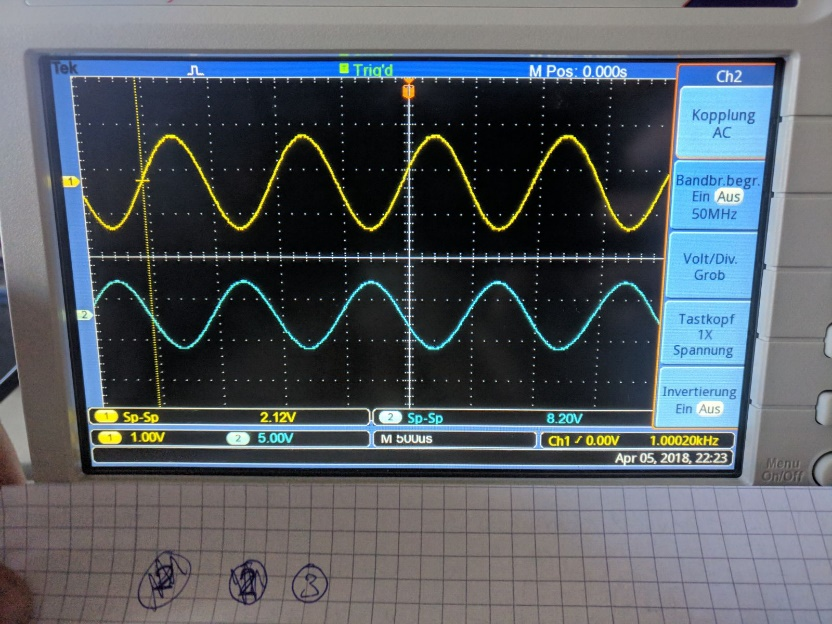 Tek Trig'd M Pos: 0.000s Ch2
Kopplung
AC
Bandbr.begr.
Ein Aus
50MHz
Volt/Div.
Grob
Tastkopf
1X
Spannung
Invertierung
Ein Aus
1
2
1 Sp-Sp 2.12V 2 Sp-Sp 8.20V
1 1.00V 2 5.00V M 500us Ch1 / 0.00V 1.00020kHz
Apr 05, 2018, 22:23
Menu
On/Off
2 3